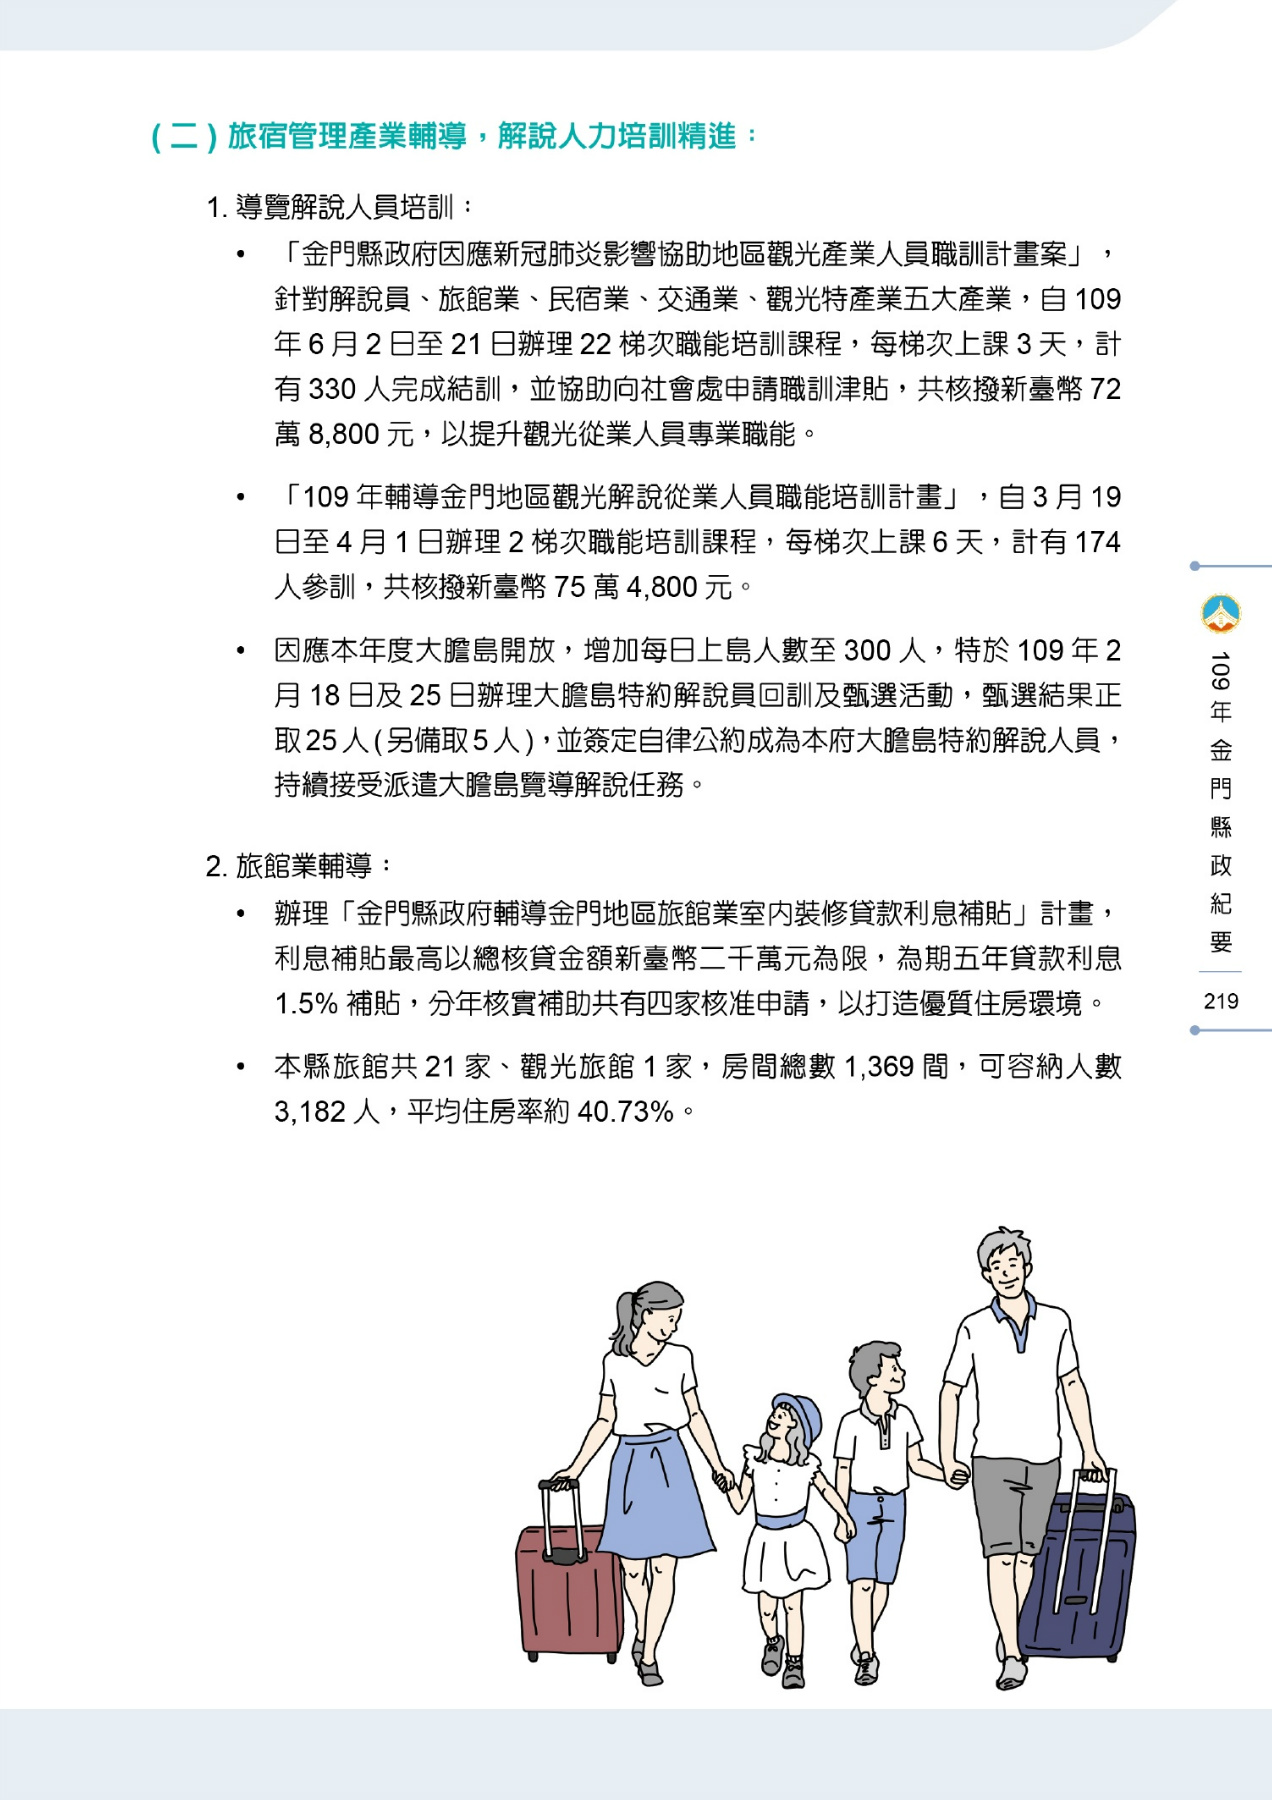 (二)旅宿管理產業輔導，解說人力培訓精進：
1. 導覽解說人員培訓：
• 「金門縣政府因應新冠肺炎影響協助地區觀光產業人員職訓計畫案」，
針對解說員、旅館業、民宿業、交通業、觀光特產業五大產業，自 109
年 6 月 2 日至 21 日辦理 22 梯次職能培訓課程，每梯次上課 3 天，計
有 330 人完成結訓，並協助向社會處申請職訓津貼，共核撥新臺幣 72
萬 8,800 元，以提升觀光從業人員專業職能。
• 「109 年輔導金門地區觀光解說從業人員職能培訓計畫」，自 3 月 19
日至 4 月 1 日辦理 2 梯次職能培訓課程，每梯次上課 6 天，計有 174
人參訓，共核撥新臺幣 75 萬 4,800 元。
• 因應本年度大膽島開放，增加每日上島人數至 300 人，特於 109 年 2
月 18 日及 25 日辦理大膽島特約解說員回訓及甄選活動，甄選結果正
取 25 人 ( 另備取 5 人 )，並簽定自律公約成為本府大膽島特約解說人員，
持續接受派遣大膽島覽導解說任務。
2. 旅館業輔導：
• 辦理「金門縣政府輔導金門地區旅館業室內裝修貸款利息補貼」計畫，
利息補貼最高以總核貸金額新臺幣二千萬元為限，為期五年貸款利息
1.5% 補貼，分年核實補助共有四家核准申請，以打造優質住房環境。
• 本縣旅館共 21 家、觀光旅館 1 家，房間總數 1,369 間，可容納人數
3,182 人，平均住房率約 40.73%。
109年金門縣政紀要
219